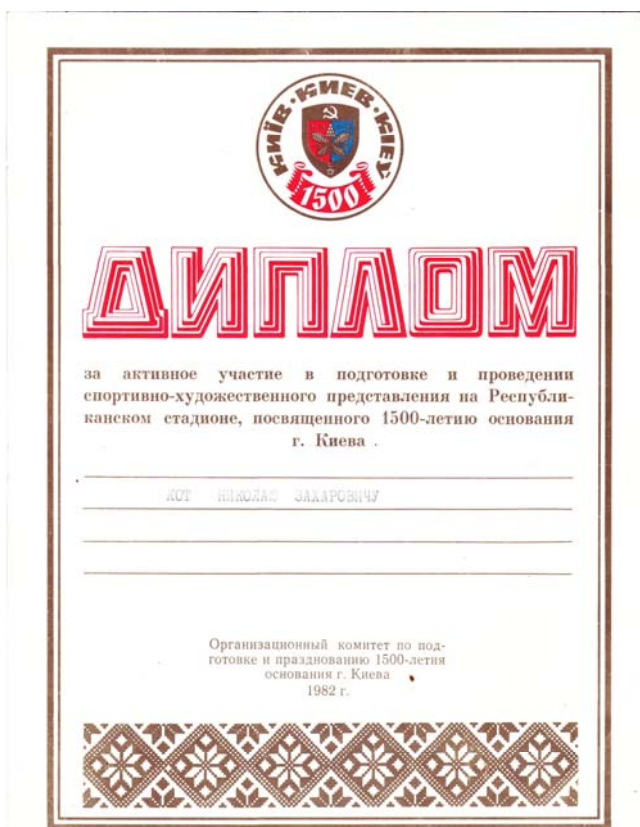 КИЇВ·КИЕВ·KIEV
1500
ДИПЛОМ
за активное участие в подготовке и проведении
спортивно-художественного представления на Республи-
канском стадионе, посвященного 1500-летию основания
г. Киева .
КОТ НИКОЛАЮ ЗАХАРОВИЧУ
Организационный комитет по под-
готовке и празднованию 1500-летия
основания г. Киева
1982 г.